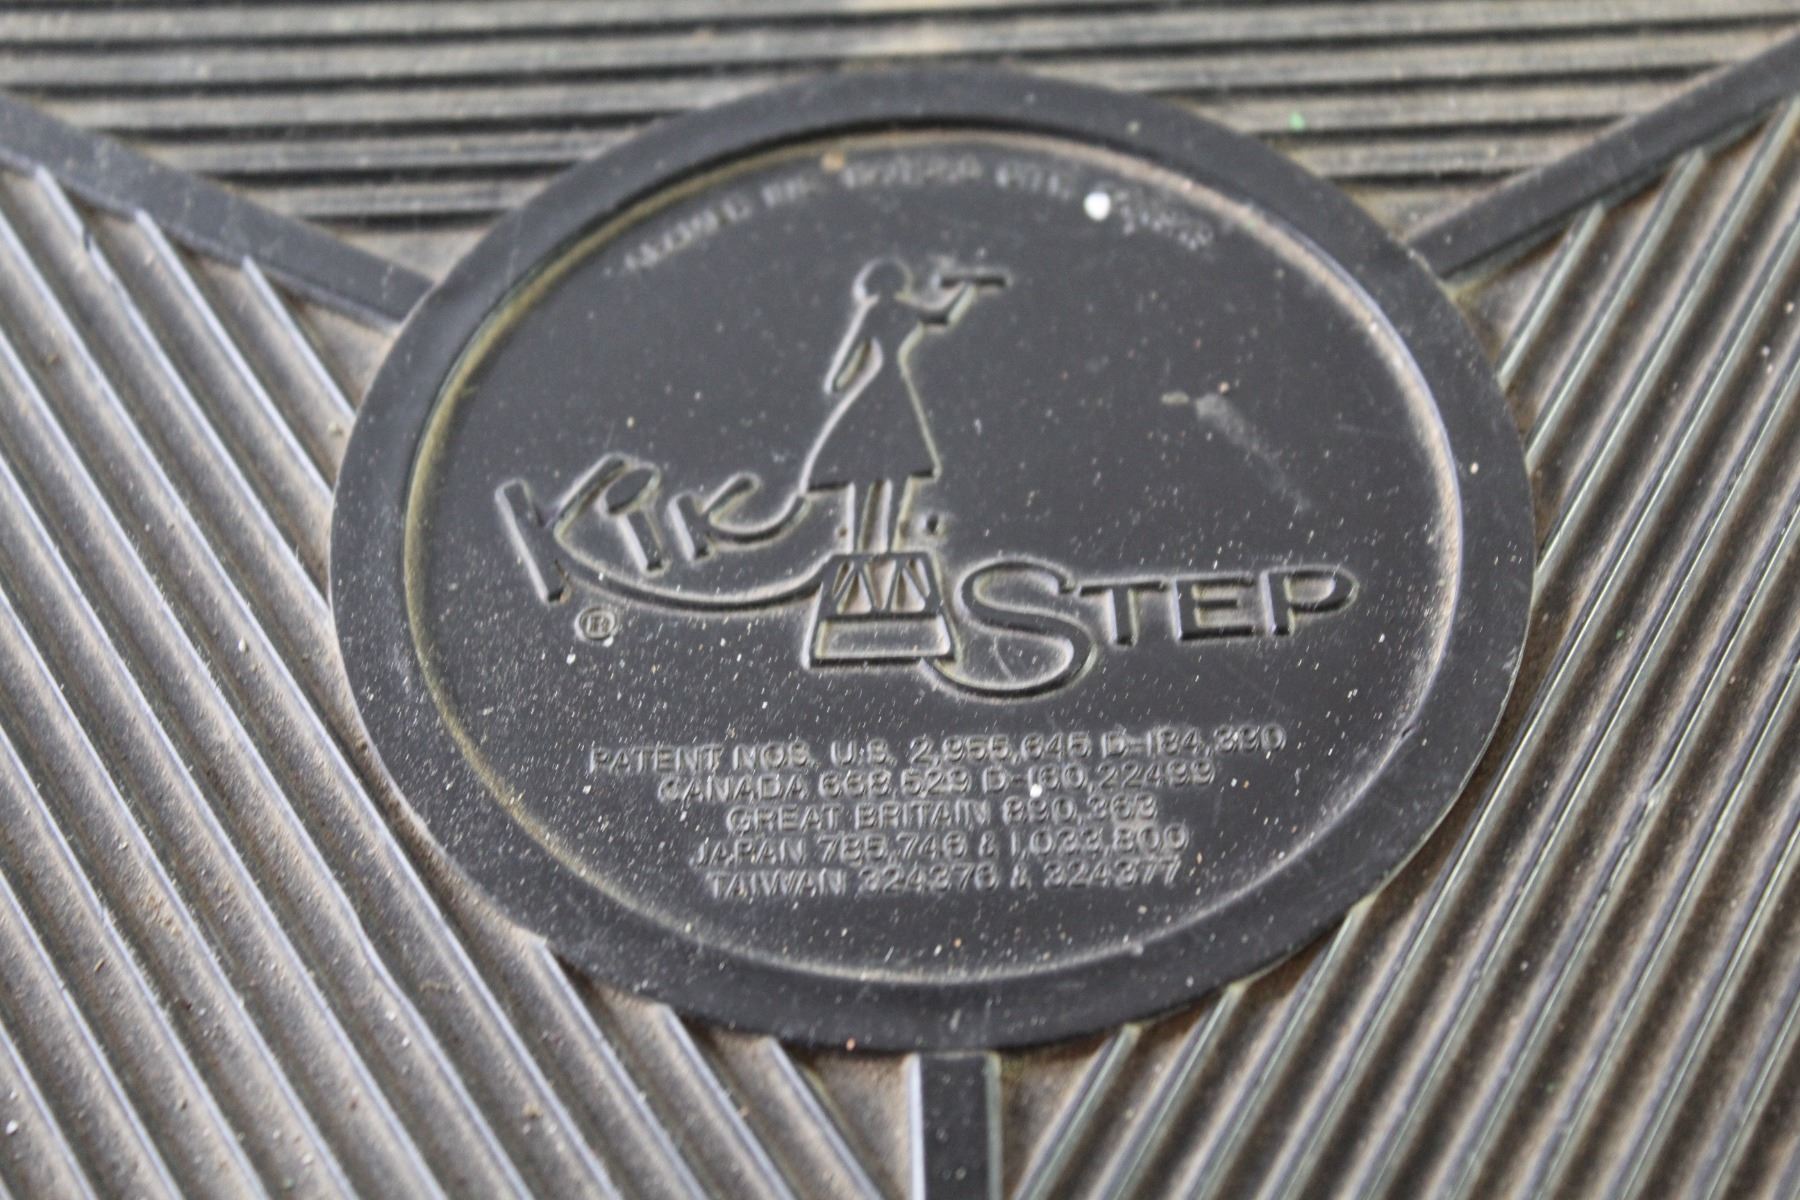 KIK STEP
®
PATENT NOS. U.S. 2,955,645 D-184,390
CANADA 668,529 D-160,22499
GREAT BRITAIN 890,363
JAPAN 785,746 & 1,023,800
TAIWAN 324376 & 324377